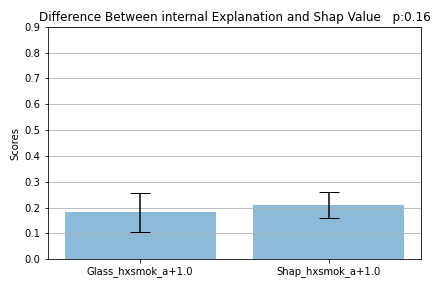 Difference Between internal Explanation and Shap Value   p:0.16
0.9
0.8
0.7
0.6
0.5
0.4
0.3
0.2
0.1
0.0
Scores
Glass_hxsmok_a+1.0
Shap_hxsmok_a+1.0